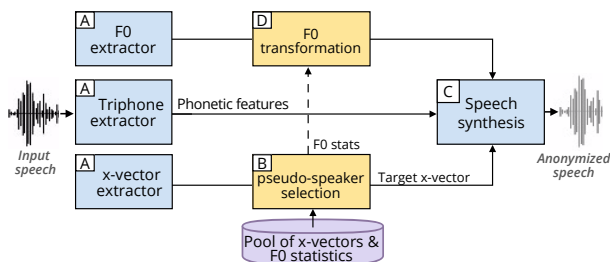 A
F0
extractor
D
F0
transformation
A
Triphone
extractor
Phonetic features
C
Speech
synthesis
Input
speech
Anonymized
speech
F0 stats
A
x-vector
extractor
B
pseudo-speaker
selection
Target x-vector
Pool of x-vectors &
F0 statistics